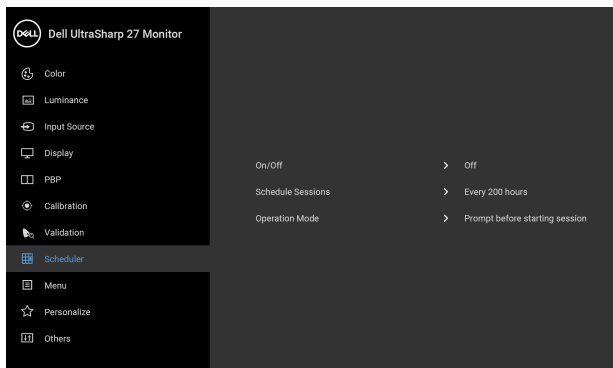 DELL Dell UltraSharp 27 Monitor
Color
Luminance
Input Source
Display
On/Off Off
PBP
Schedule Sessions Every 200 hours
Calibration
Operation Mode Prompt before starting session
Validation
Scheduler
Menu
Personalize
Others